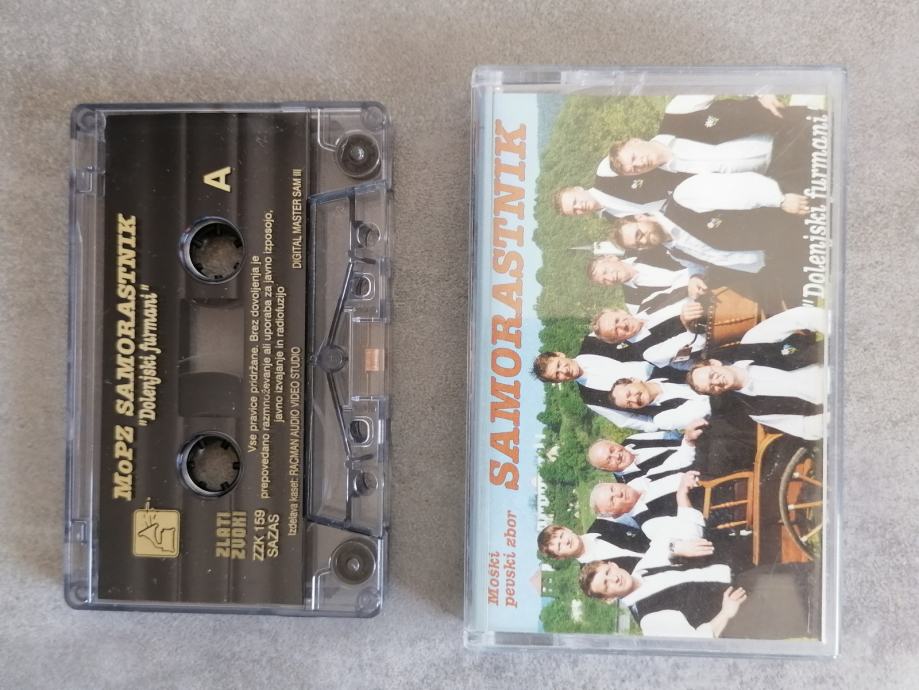 MoPZ SAMORASTNIK
"Dolenjski furmani"
A
ZLATI
ZVOKI
ZZK 159
SAZAS
Vse pravice pridržane. Brez dovoljenja je
prepovedano razmnoževanje ali uporaba za javno izposojo,
javno izvajanje in radiofuzijo
Izdelava kaset: RACMAN AUDIO VIDEO STUDIO
DIGITAL MASTER SAM III
Moški
pevski zbor
SAMORASTNIK
"Dolenjski furmani